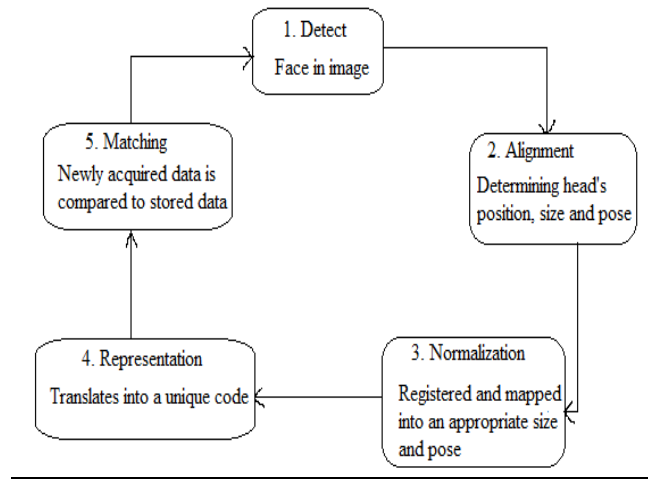 1. Detect
Face in image
2. Alignment
Determining head's
position, size and pose
3. Normalization
Registered and mapped
into an appropriate size
and pose
4. Representation
Translates into a unique code
5. Matching
Newly acquired data is
compared to stored data